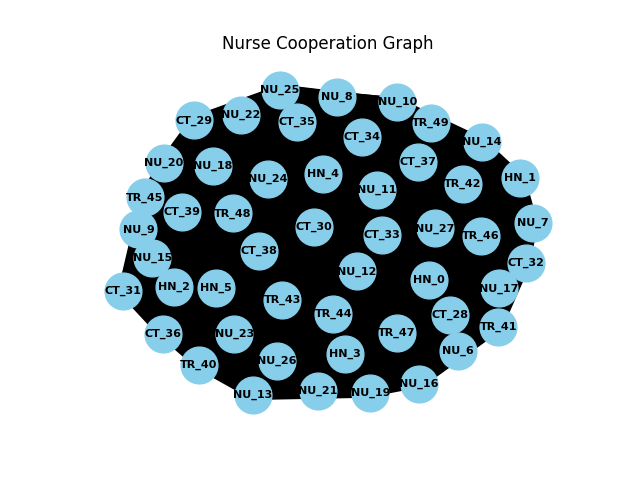 Nurse Cooperation Graph
NU_25
NU_8
NU_10
NU_22
CT_29
CT_35
TR_49
CT_34
NU_14
NU_20
NU_18
CT_37
HN_4
NU_24
HN_1
TR_42
NU_11
TR_45
CT_39
TR_48
NU_7
CT_30
NU_27
NU_9
CT_33
TR_46
CT_38
NU_15
CT_32
NU_12
HN_0
HN_2
HN_5
NU_17
CT_31
TR_43
TR_44
CT_28
TR_41
CT_36
NU_23
TR_47
NU_6
HN_3
NU_26
TR_40
NU_16
NU_21
NU_19
NU_13